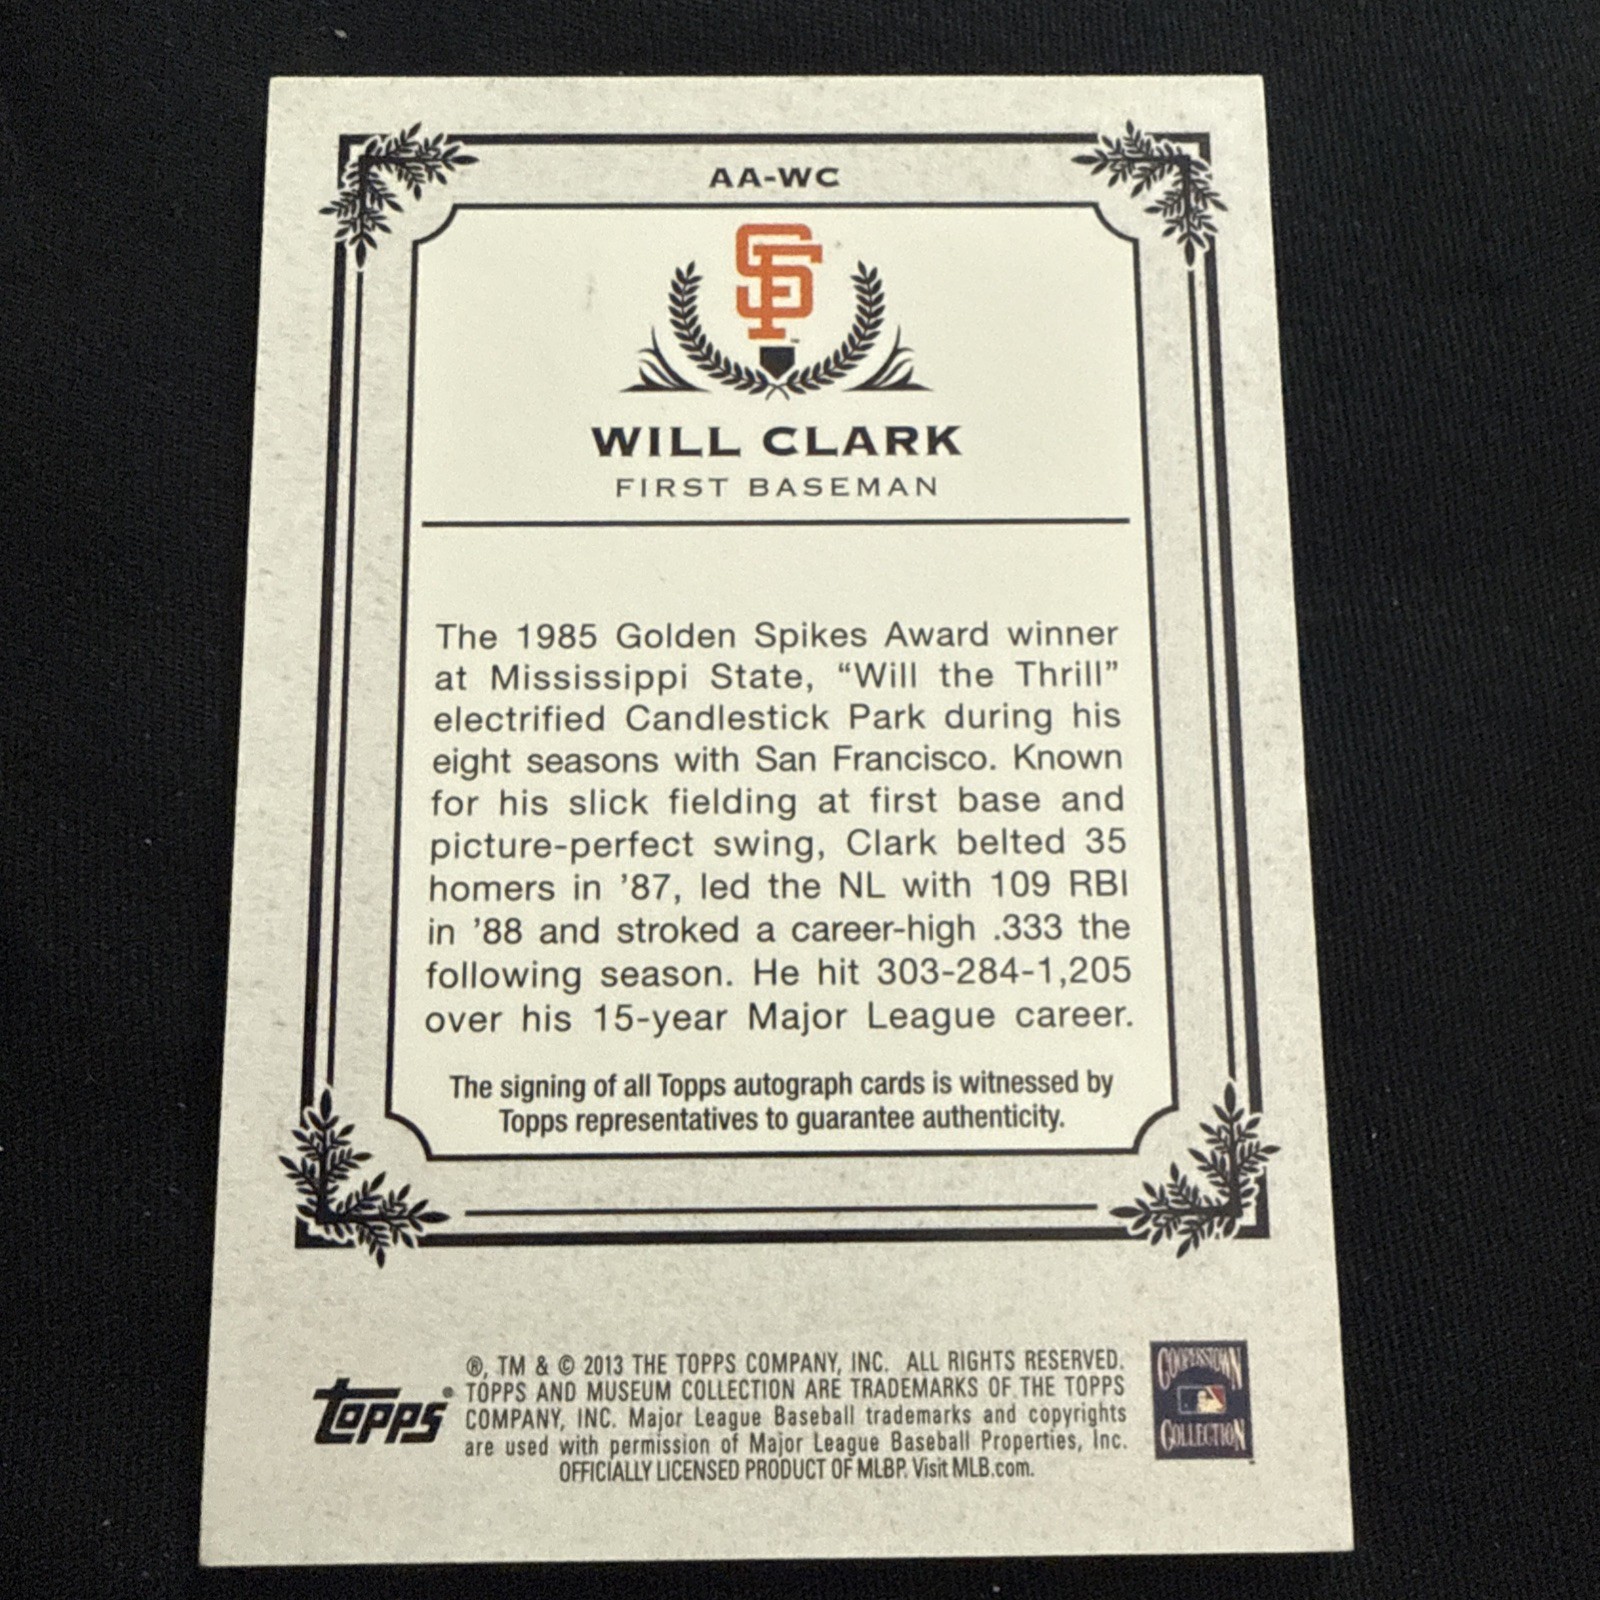 AA-WC
SF
™
WILL CLARK
FIRST BASEMAN
The 1985 Golden Spikes Award winner
at Mississippi State, “Will the Thrill”
electrified Candlestick Park during his
eight seasons with San Francisco. Known
for his slick fielding at first base and
picture-perfect swing, Clark belted 35
homers in ’87, led the NL with 109 RBI
in ’88 and stroked a career-high .333 the
following season. He hit 303-284-1,205
over his 15-year Major League career.
The signing of all Topps autograph cards is witnessed by
Topps representatives to guarantee authenticity.
topps®
®, TM & © 2013 THE TOPPS COMPANY, INC. ALL RIGHTS RESERVED.
TOPPS AND MUSEUM COLLECTION ARE TRADEMARKS OF THE TOPPS
COMPANY, INC. Major League Baseball trademarks and copyrights
are used with permission of Major League Baseball Properties, Inc.
OFFICIALLY LICENSED PRODUCT OF MLBP. Visit MLB.com.
COOPERSTOWN
COLLECTION